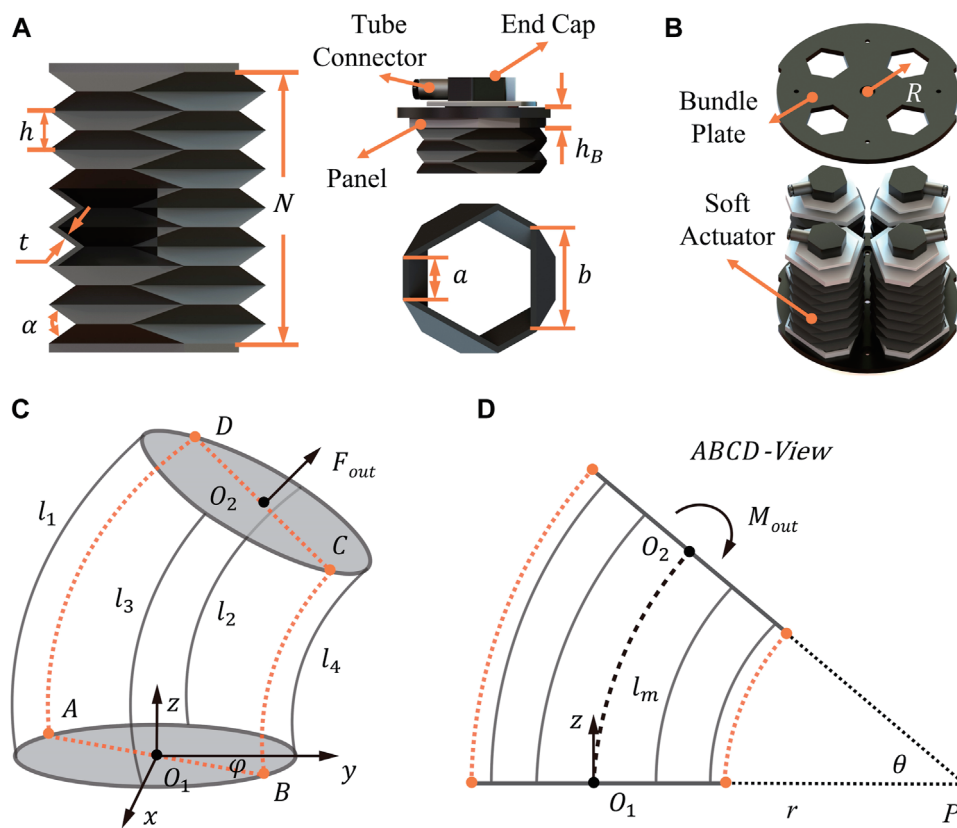 A
Tube
Connector
End Cap
h
N
t
α
Panel
h_B
a
b
B
Bundle
Plate
R
Soft
Actuator
C
D
F_out
O_2
C
l_1
l_3
l_2
l_4
A
z
φ
y
O_1
B
x
D
ABCD-View
M_out
O_2
l_m
z
θ
O_1
r
P